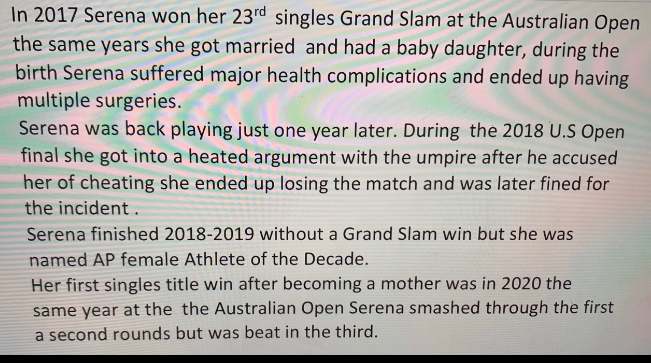 In 2017 Serena won her 23rd singles Grand Slam at the Australian Open
the same years she got married and had a baby daughter, during the
birth Serena suffered major health complications and ended up having
multiple surgeries.
Serena was back playing just one year later. During the 2018 U.S Open
final she got into a heated argument with the umpire after he accused
her of cheating she ended up losing the match and was later fined for
the incident .
Serena finished 2018-2019 without a Grand Slam win but she was
named AP female Athlete of the Decade.
Her first singles title win after becoming a mother was in 2020 the
same year at the the Australian Open Serena smashed through the first
a second rounds but was beat in the third.